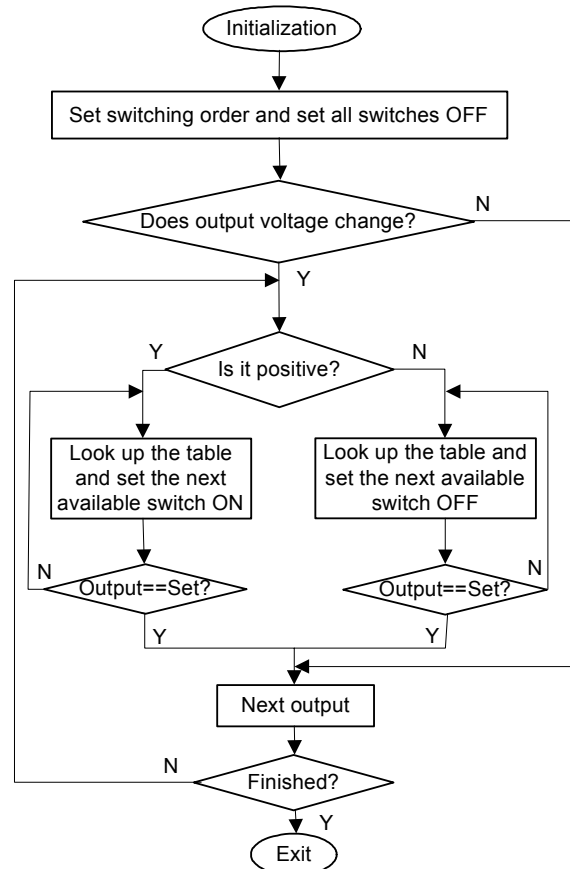 Initialization
Set switching order and set all switches OFF
Does output voltage change?
N
Y
Is it positive?
Y
N
Look up the table
and set the next
available switch ON
Look up the table and
set the next available
switch OFF
Output==Set?
N
Y
Output==Set?
N
Y
Next output
Finished?
N
Y
Exit